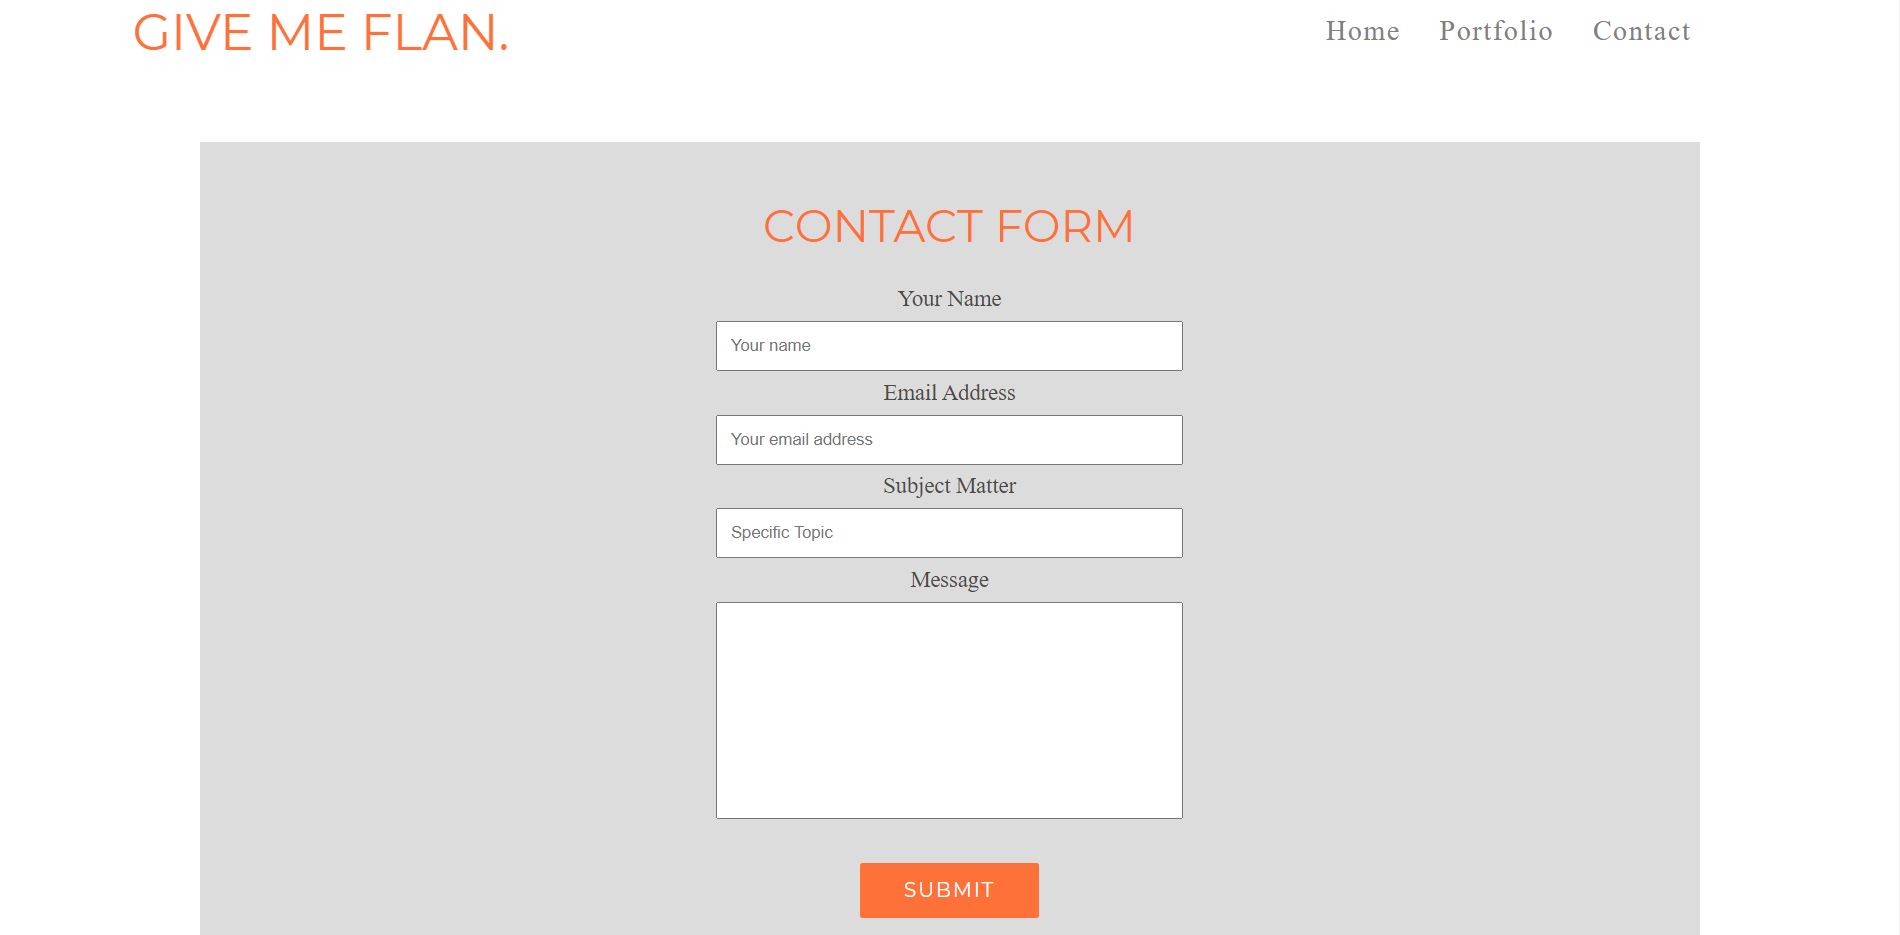 GIVE ME FLAN.
Home Portfolio Contact
CONTACT FORM
Your Name
Your name
Email Address
Your email address
Subject Matter
Specific Topic
Message
SUBMIT